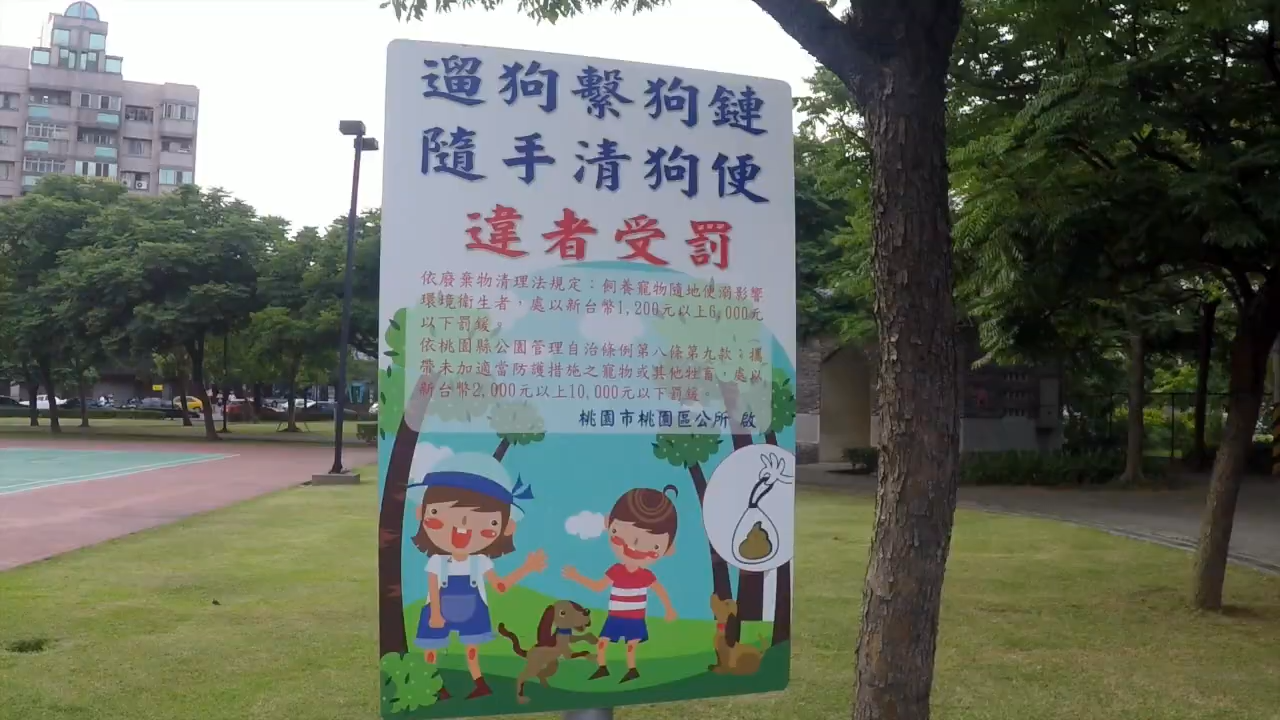 遛狗繫狗鏈
隨手清狗便
違者受罰
依廢棄物清理法規定：飼養寵物隨地便溺影響
環境衛生者，處以新台幣1,200元以上6,000元
以下罰鍰。
依桃園縣公園管理自治條例第八條第九款：攜
帶未加適當防護措施之寵物或其他牲畜，處以
新台幣2,000元以上10,000元以下罰鍰。
桃園市桃園區公所 啟